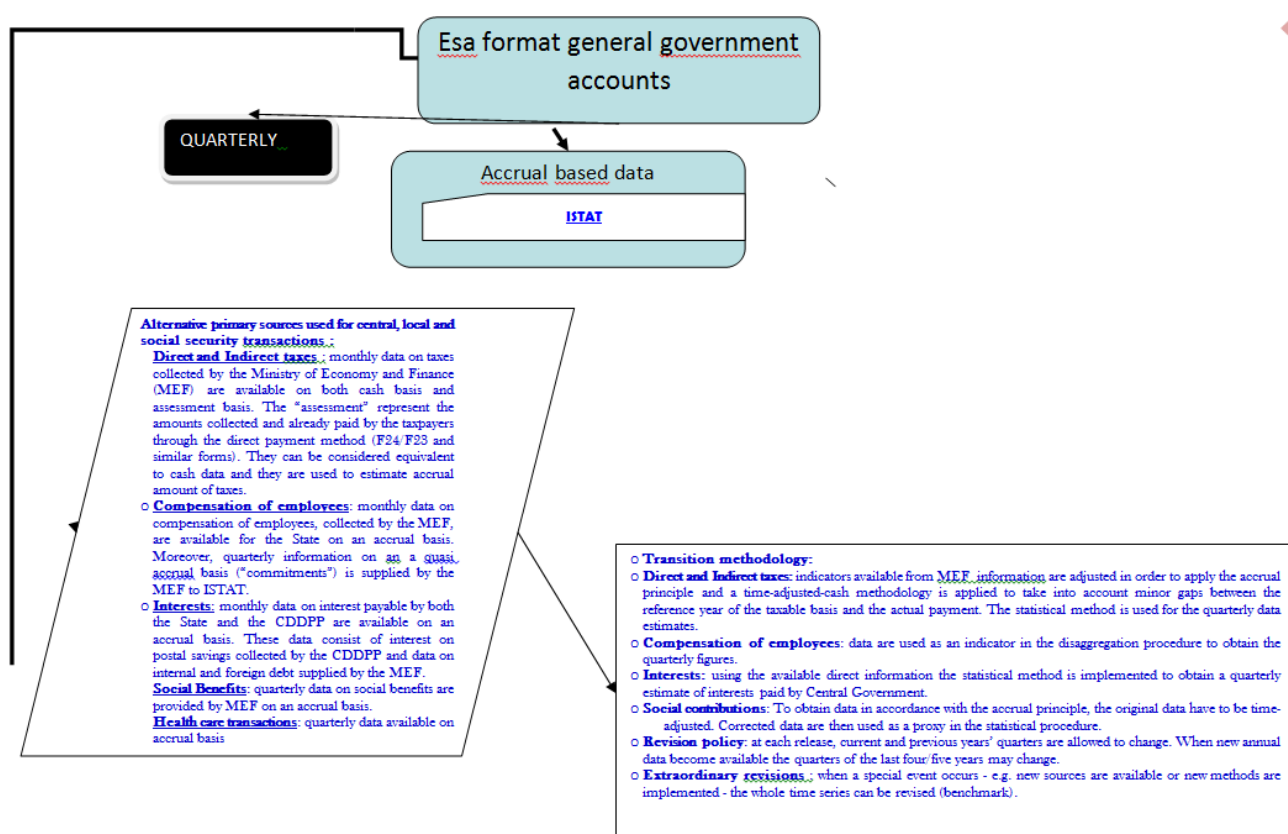 Esa format general government
accounts
QUARTERLY
Accrual based data
ISTAT
Alternative primary sources used for central, local and
social security transactions :
Direct and Indirect taxes : monthly data on taxes
collected by the Ministry of Economy and Finance
(MEF) are available on both cash basis and
assessment basis. The “assessment” represent the
amounts collected and already paid by the taxpayers
through the direct payment method (F24/F23 and
similar forms). They can be considered equivalent
to cash data and they are used to estimate accrual
amount of taxes.
o Compensation of employees: monthly data on
compensation of employees, collected by the MEF,
are available for the State on an accrual basis.
Moreover, quarterly information on an a quasi
accrual basis (“commitments”) is supplied by the
MEF to ISTAT.
o Interests: monthly data on interest payable by both
the State and the CDDPP are available on an
accrual basis. These data consist of interest on
postal savings collected by the CDDPP and data on
internal and foreign debt supplied by the MEF.
Social Benefits: quarterly data on social benefits are
provided by MEF on an accrual basis.
Health care transactions: quarterly data available on
accrual basis
o Transition methodology:
o Direct and Indirect taxes: indicators available from MEF information are adjusted in order to apply the accrual
principle and a time-adjusted-cash methodology is applied to take into account minor gaps between the
reference year of the taxable basis and the actual payment. The statistical method is used for the quarterly data
estimates.
o Compensation of employees: data are used as an indicator in the disaggregation procedure to obtain the
quarterly figures.
o Interests: using the available direct information the statistical method is implemented to obtain a quarterly
estimate of interests paid by Central Government.
o Social contributions: To obtain data in accordance with the accrual principle, the original data have to be time-
adjusted. Corrected data are then used as a proxy in the statistical procedure.
o Revision policy: at each release, current and previous years' quarters are allowed to change. When new annual
data become available the quarters of the last four/five years may change.
o Extraordinary revisions : when a special event occurs - e.g. new sources are available or new methods are
implemented - the whole time series can be revised (benchmark).